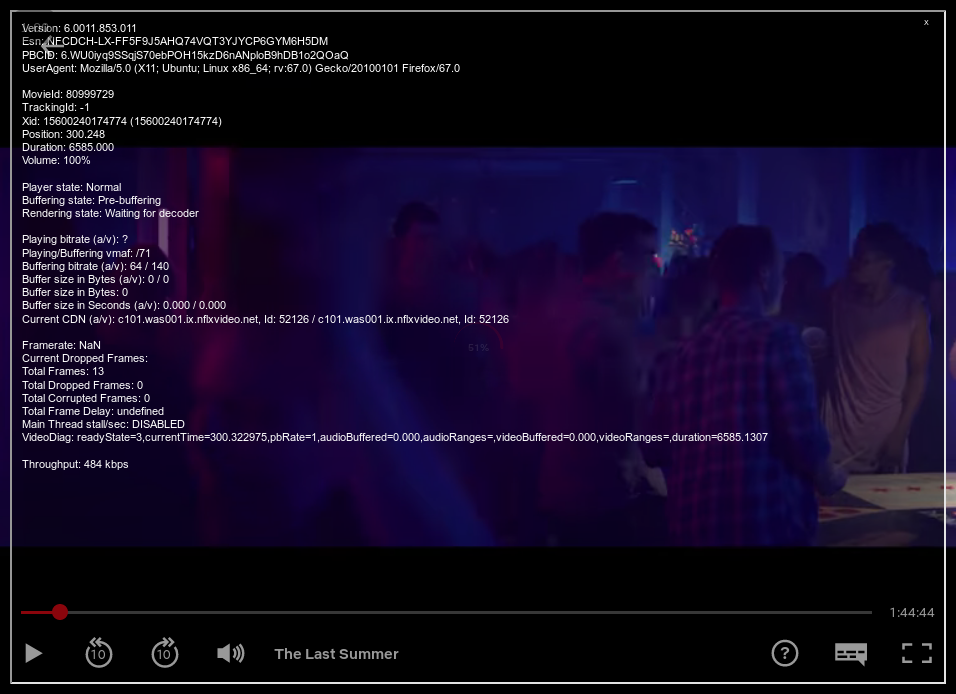 Version: 6.0011.853.011
Esn: NFCDCH-LX-FF5F9J5AHQ74VQT3YJYCP6GYM6H5DM
PBCID: 6.WU0iyq9SSqjS70ebPOH15kzD6nANploB9hDB1o2QOaQ
UserAgent: Mozilla/5.0 (X11; Ubuntu; Linux x86_64; rv:67.0) Gecko/20100101 Firefox/67.0
x
MovieId: 80999729
TrackingId: -1
Xid: 15600240174774 (15600240174774)
Position: 300.248
Duration: 6585.000
Volume: 100%
Player state: Normal
Buffering state: Pre-buffering
Rendering state: Waiting for decoder
Playing bitrate (a/v): ?
Playing/Buffering vmaf: /71
Buffering bitrate (a/v): 64 / 140
Buffer size in Bytes (a/v): 0 / 0
Buffer size in Bytes: 0
Buffer size in Seconds (a/v): 0.000 / 0.000
Current CDN (a/v): c101.was001.ix.nflxvideo.net, Id: 52126 / c101.was001.ix.nflxvideo.net, Id: 52126
Framerate: NaN
51%
Current Dropped Frames:
Total Frames: 13
Total Dropped Frames: 0
Total Corrupted Frames: 0
Total Frame Delay: undefined
Main Thread stall/sec: DISABLED
VideoDiag: readyState=3,currentTime=300.322975,pbRate=1,audioBuffered=0.000,audioRanges=,videoBuffered=0.000,videoRanges=,duration=6585.1307
Throughput: 484 kbps
1:44:44
10
10
The Last Summer
?